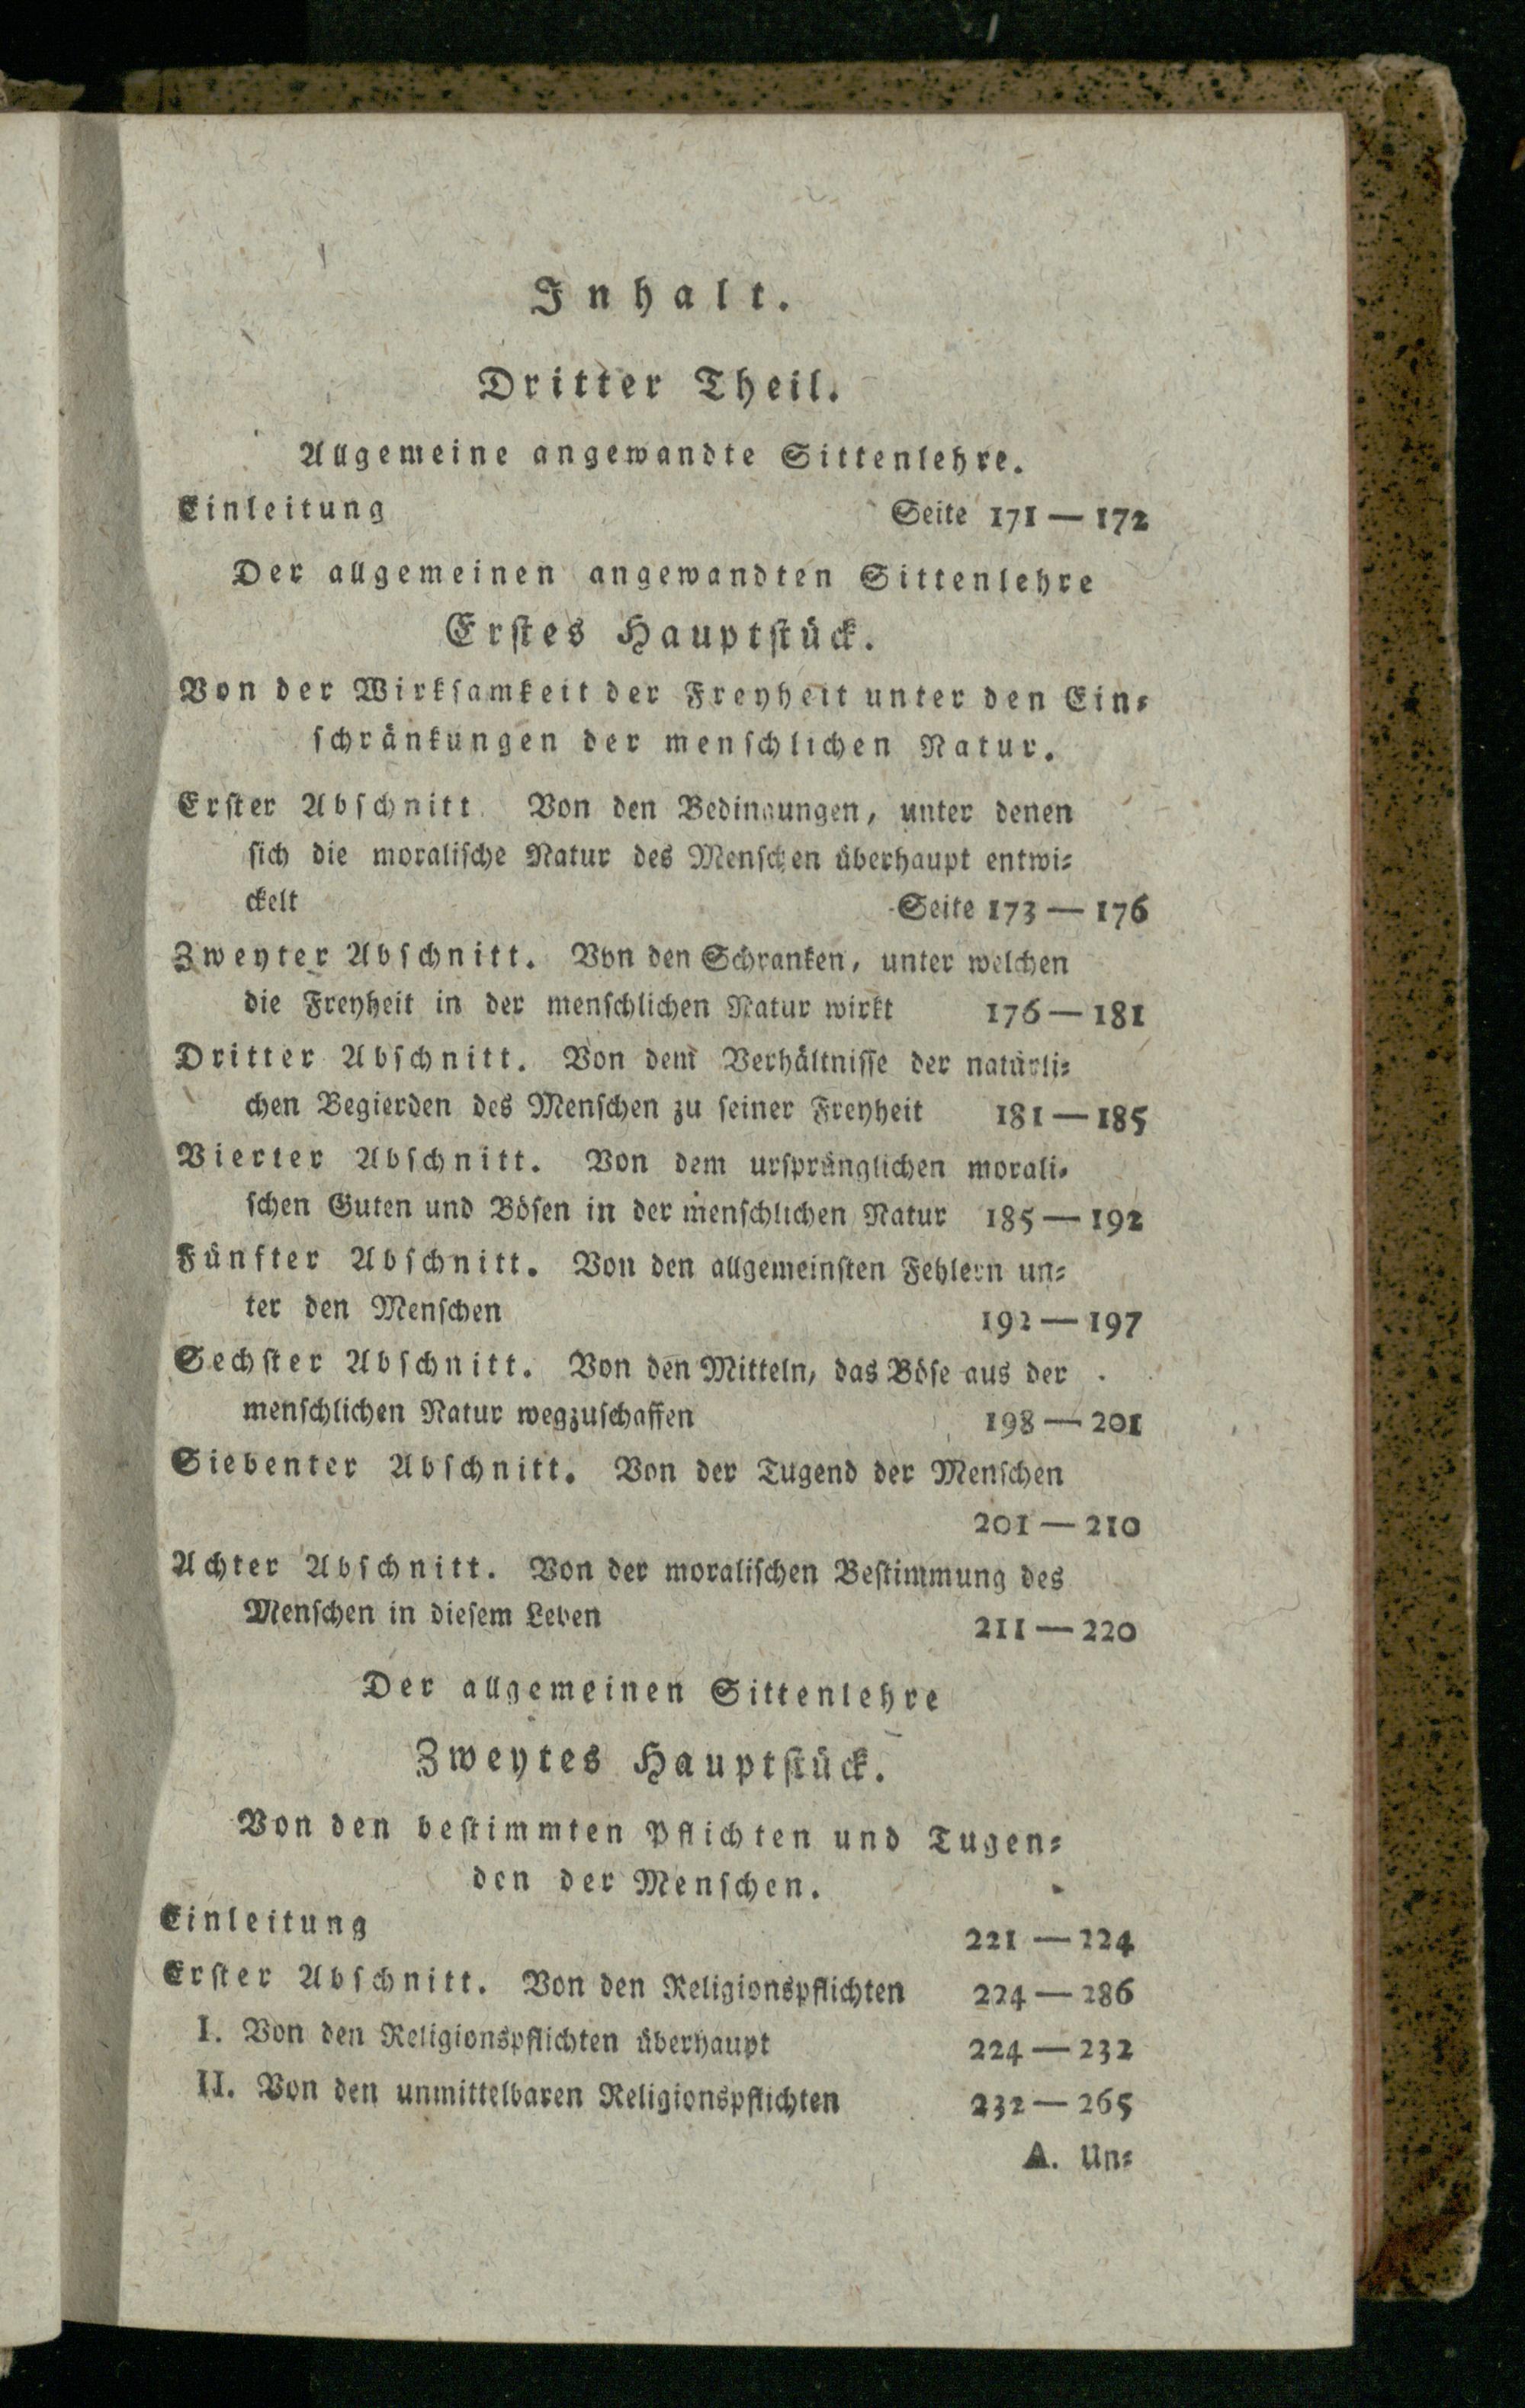 Inhalt.
Dritter Theil.
Allgemeine angewandte Sittenlehre.
Einleitung Seite 171 — 172
Der allgemeinen angewandten Sittenlehre
Erstes Hauptstück.
Von der Wirksamkeit der Freyheit unter den Ein-
schränkungen der menschlichen Natur.
Erster Abschnitt. Von den Bedingungen, unter denen
sich die moralische Natur des Menschen überhaupt entwi-
ckelt Seite 173 — 176
Zweyter Abschnitt. Von den Schranken, unter welchen
die Freyheit in der menschlichen Natur wirkt 176 — 181
Dritter Abschnitt. Von dem Verhältnisse der natürli-
chen Begierden des Menschen zu seiner Freyheit 181 — 185
Vierter Abschnitt. Von dem ursprünglichen morali-
schen Guten und Bösen in der menschlichen Natur 185 — 192
Fünfter Abschnitt. Von den allgemeinsten Fehlern un-
ter den Menschen 192 — 197
Sechster Abschnitt. Von den Mitteln, das Böse aus der
menschlichen Natur wegzuschaffen 198 — 201
Siebenter Abschnitt. Von der Tugend der Menschen
201 — 210
Achter Abschnitt. Von der moralischen Bestimmung des
Menschen in diesem Leben 211 — 220
Der allgemeinen Sittenlehre
Zweytes Hauptstück.
Von den bestimmten Pflichten und Tugen-
den der Menschen.
Einleitung 221 — 224
Erster Abschnitt. Von den Religionspflichten 224 — 286
I. Von den Religionspflichten überhaupt 224 — 232
II. Von den unmittelbaren Religionspflichten 232 — 265
A. Un-